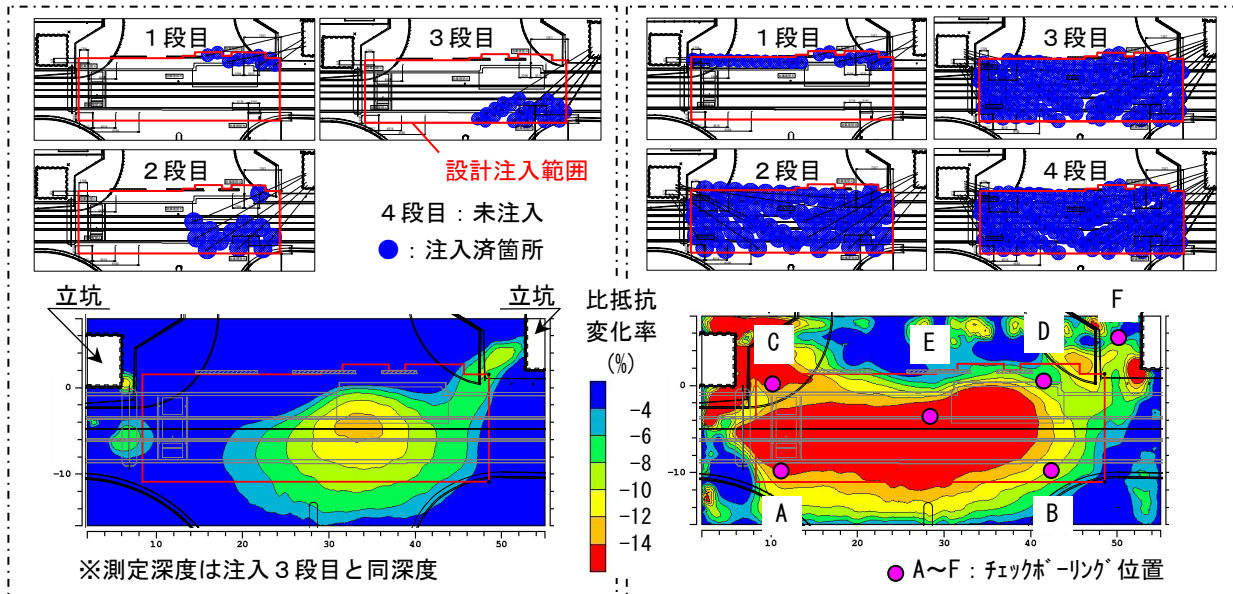 1段目
3段目
2段目
設計注入範囲
4段目：未注入
：注入済箇所
1段目
3段目
2段目
4段目
立坑
立坑
0
-10
10
20
30
40
50
※測定深度は注入３段目と同深度
比抵抗
変化率
(%)
-4
-6
-8
-10
-12
-14
C
E
D
F
A
B
0
-10
10
20
30
40
50
A～F：ﾁｪｯｸﾎﾞｰﾘﾝｸﾞ位置